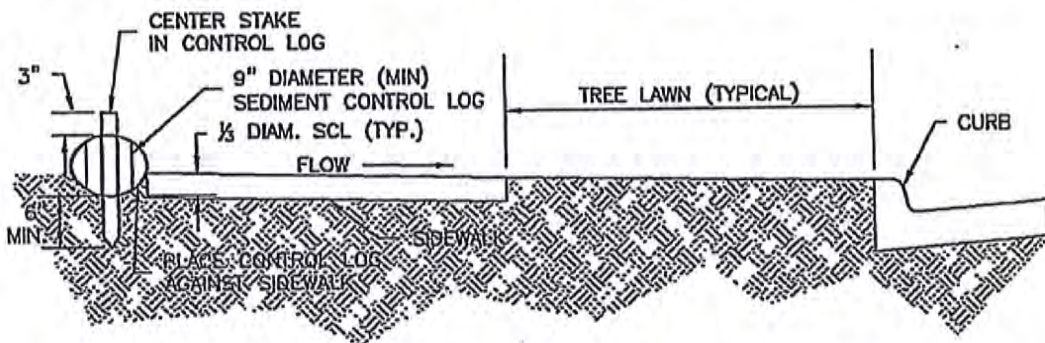 CENTER STAKE
IN CONTROL LOG
3"
9" DIAMETER (MIN)
SEDIMENT CONTROL LOG
⅓ DIAM. SCL (TYP.)
FLOW
TREE LAWN (TYPICAL)
CURB
6"
MIN
SIDEWALK
PLACE CONTROL LOG
AGAINST SIDEWALK